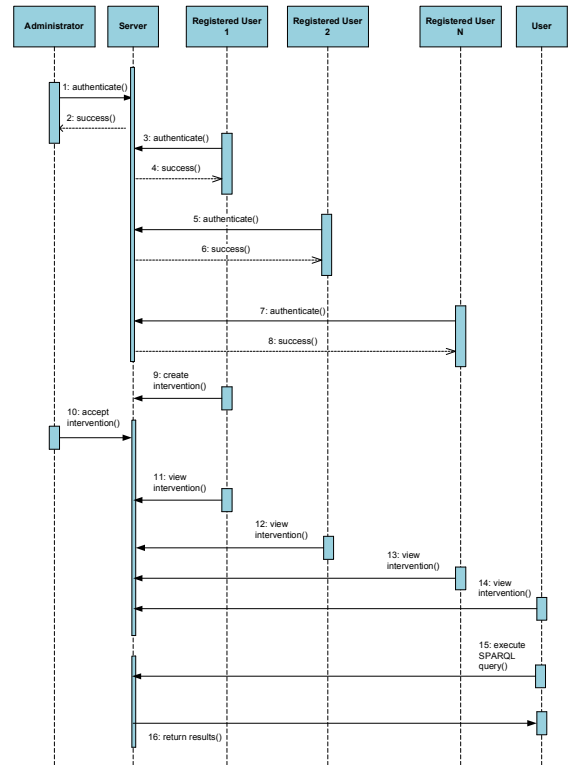 Administrator
Server
Registered User
1
Registered User
2
Registered User
N
User
1: authenticate()
2: success()
3: authenticate()
4: success()
5: authenticate()
6: success()
7: authenticate()
8: success()
9: create
intervention()
10: accept
intervention()
11: view
intervention()
12: view
intervention()
13: view
intervention()
14: view
intervention()
15: execute
SPARQL
query()
16: return results()